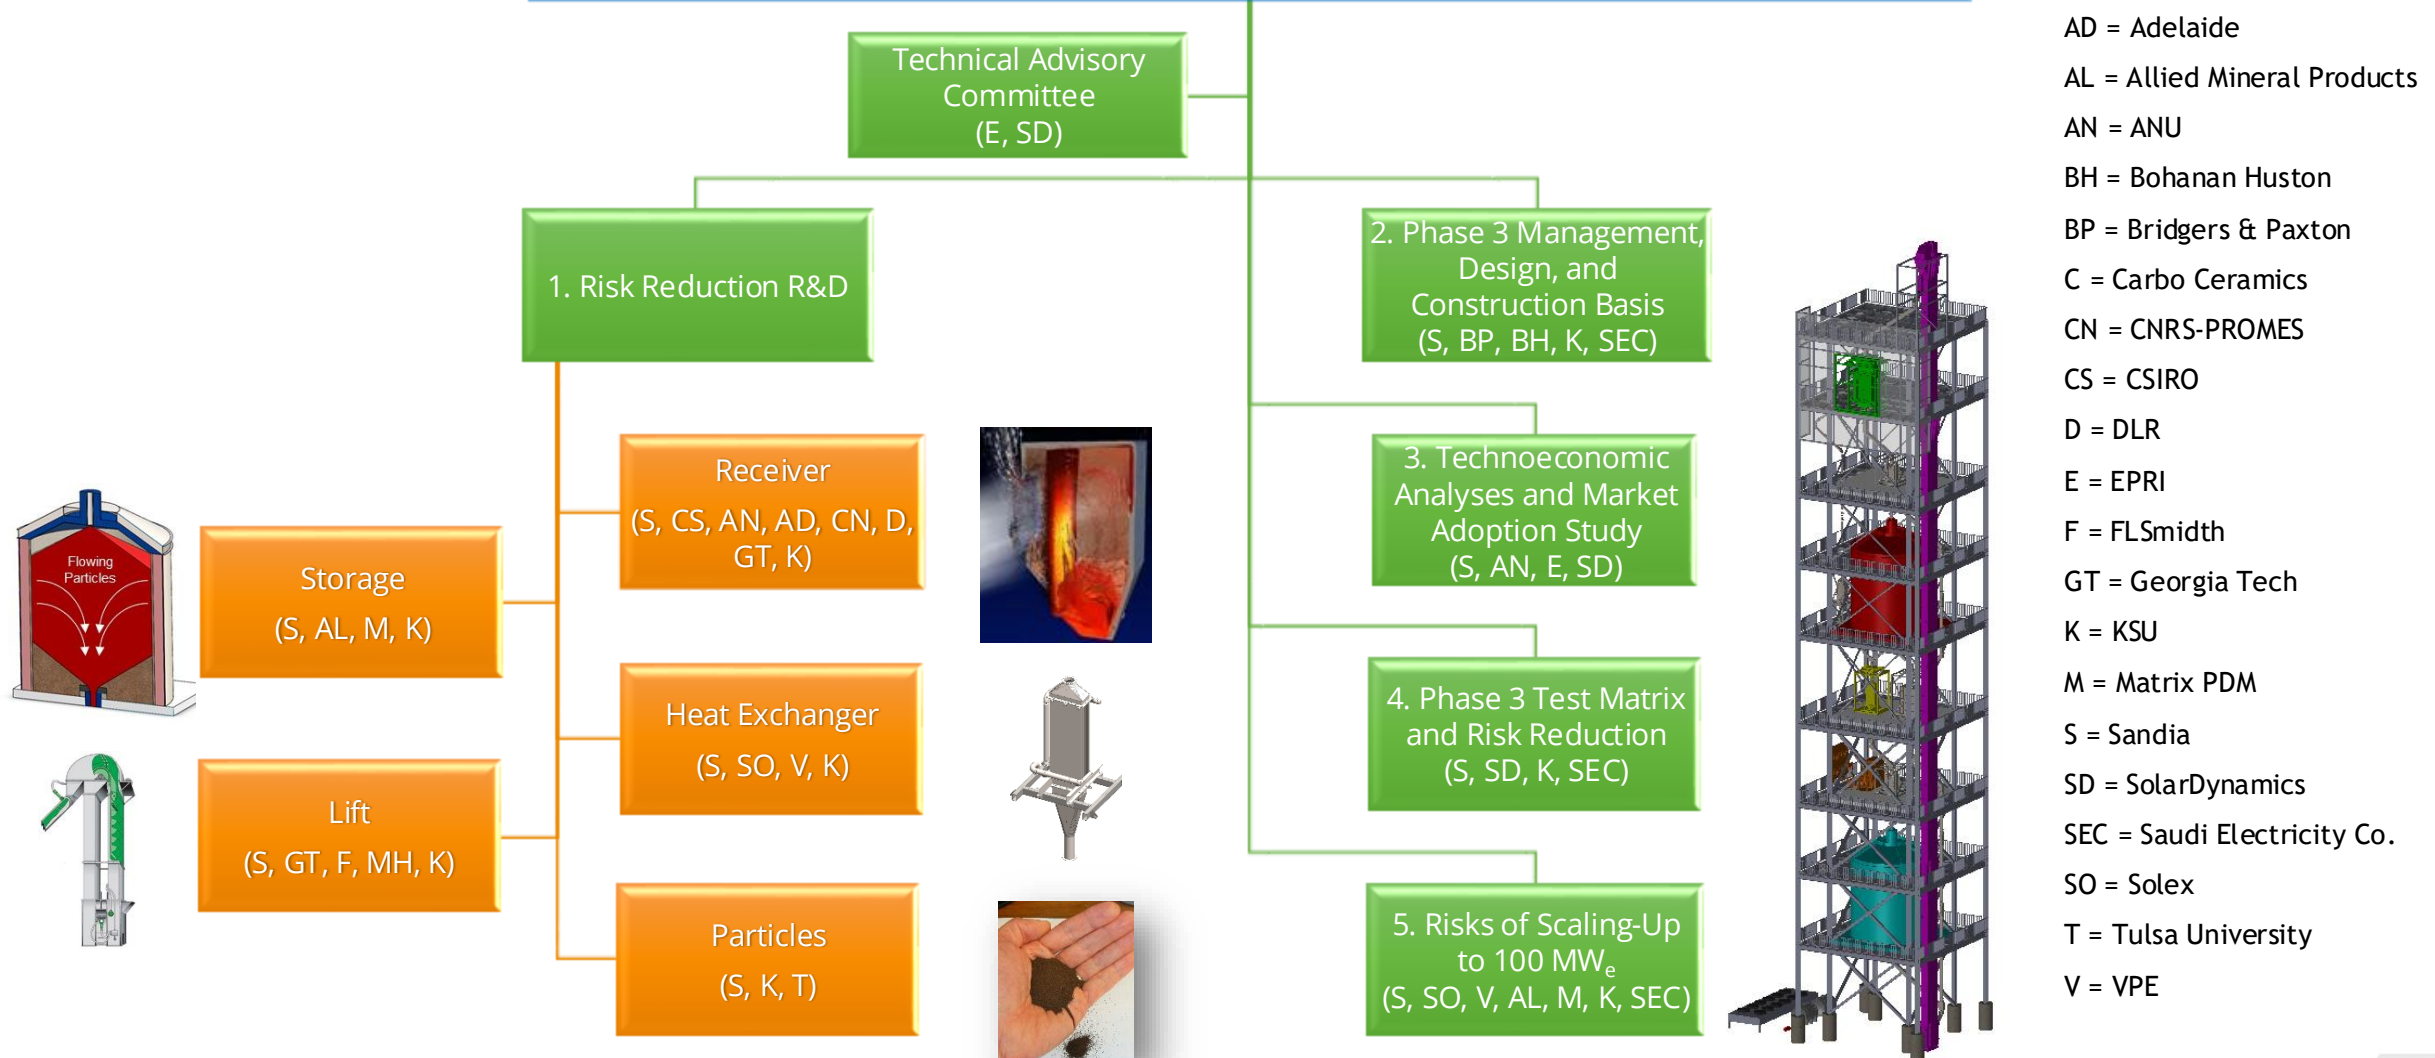 Technical Advisory
Committee
(E, SD)
1. Risk Reduction R&D
2. Phase 3 Management,
Design, and
Construction Basis
(S, BP, BH, K, SEC)
Receiver
(S, CS, AN, AD, CN, D,
GT, K)
3. Technoeconomic
Analyses and Market
Adoption Study
(S, AN, E, SD)
Flowing
Particles
Storage
(S, AL, M, K)
Heat Exchanger
(S, SO, V, K)
4. Phase 3 Test Matrix
and Risk Reduction
(S, SD, K, SEC)
Lift
(S, GT, F, MH, K)
Particles
(S, K, T)
5. Risks of Scaling-Up
to 100 MWe
(S, SO, V, AL, M, K, SEC)
AD = Adelaide
AL = Allied Mineral Products
AN = ANU
BH = Bohanan Huston
BP = Bridgers & Paxton
C = Carbo Ceramics
CN = CNRS-PROMES
CS = CSIRO
D = DLR
E = EPRI
F = FLSmidth
GT = Georgia Tech
K = KSU
M = Matrix PDM
S = Sandia
SD = SolarDynamics
SEC = Saudi Electricity Co.
SO = Solex
T = Tulsa University
V = VPE